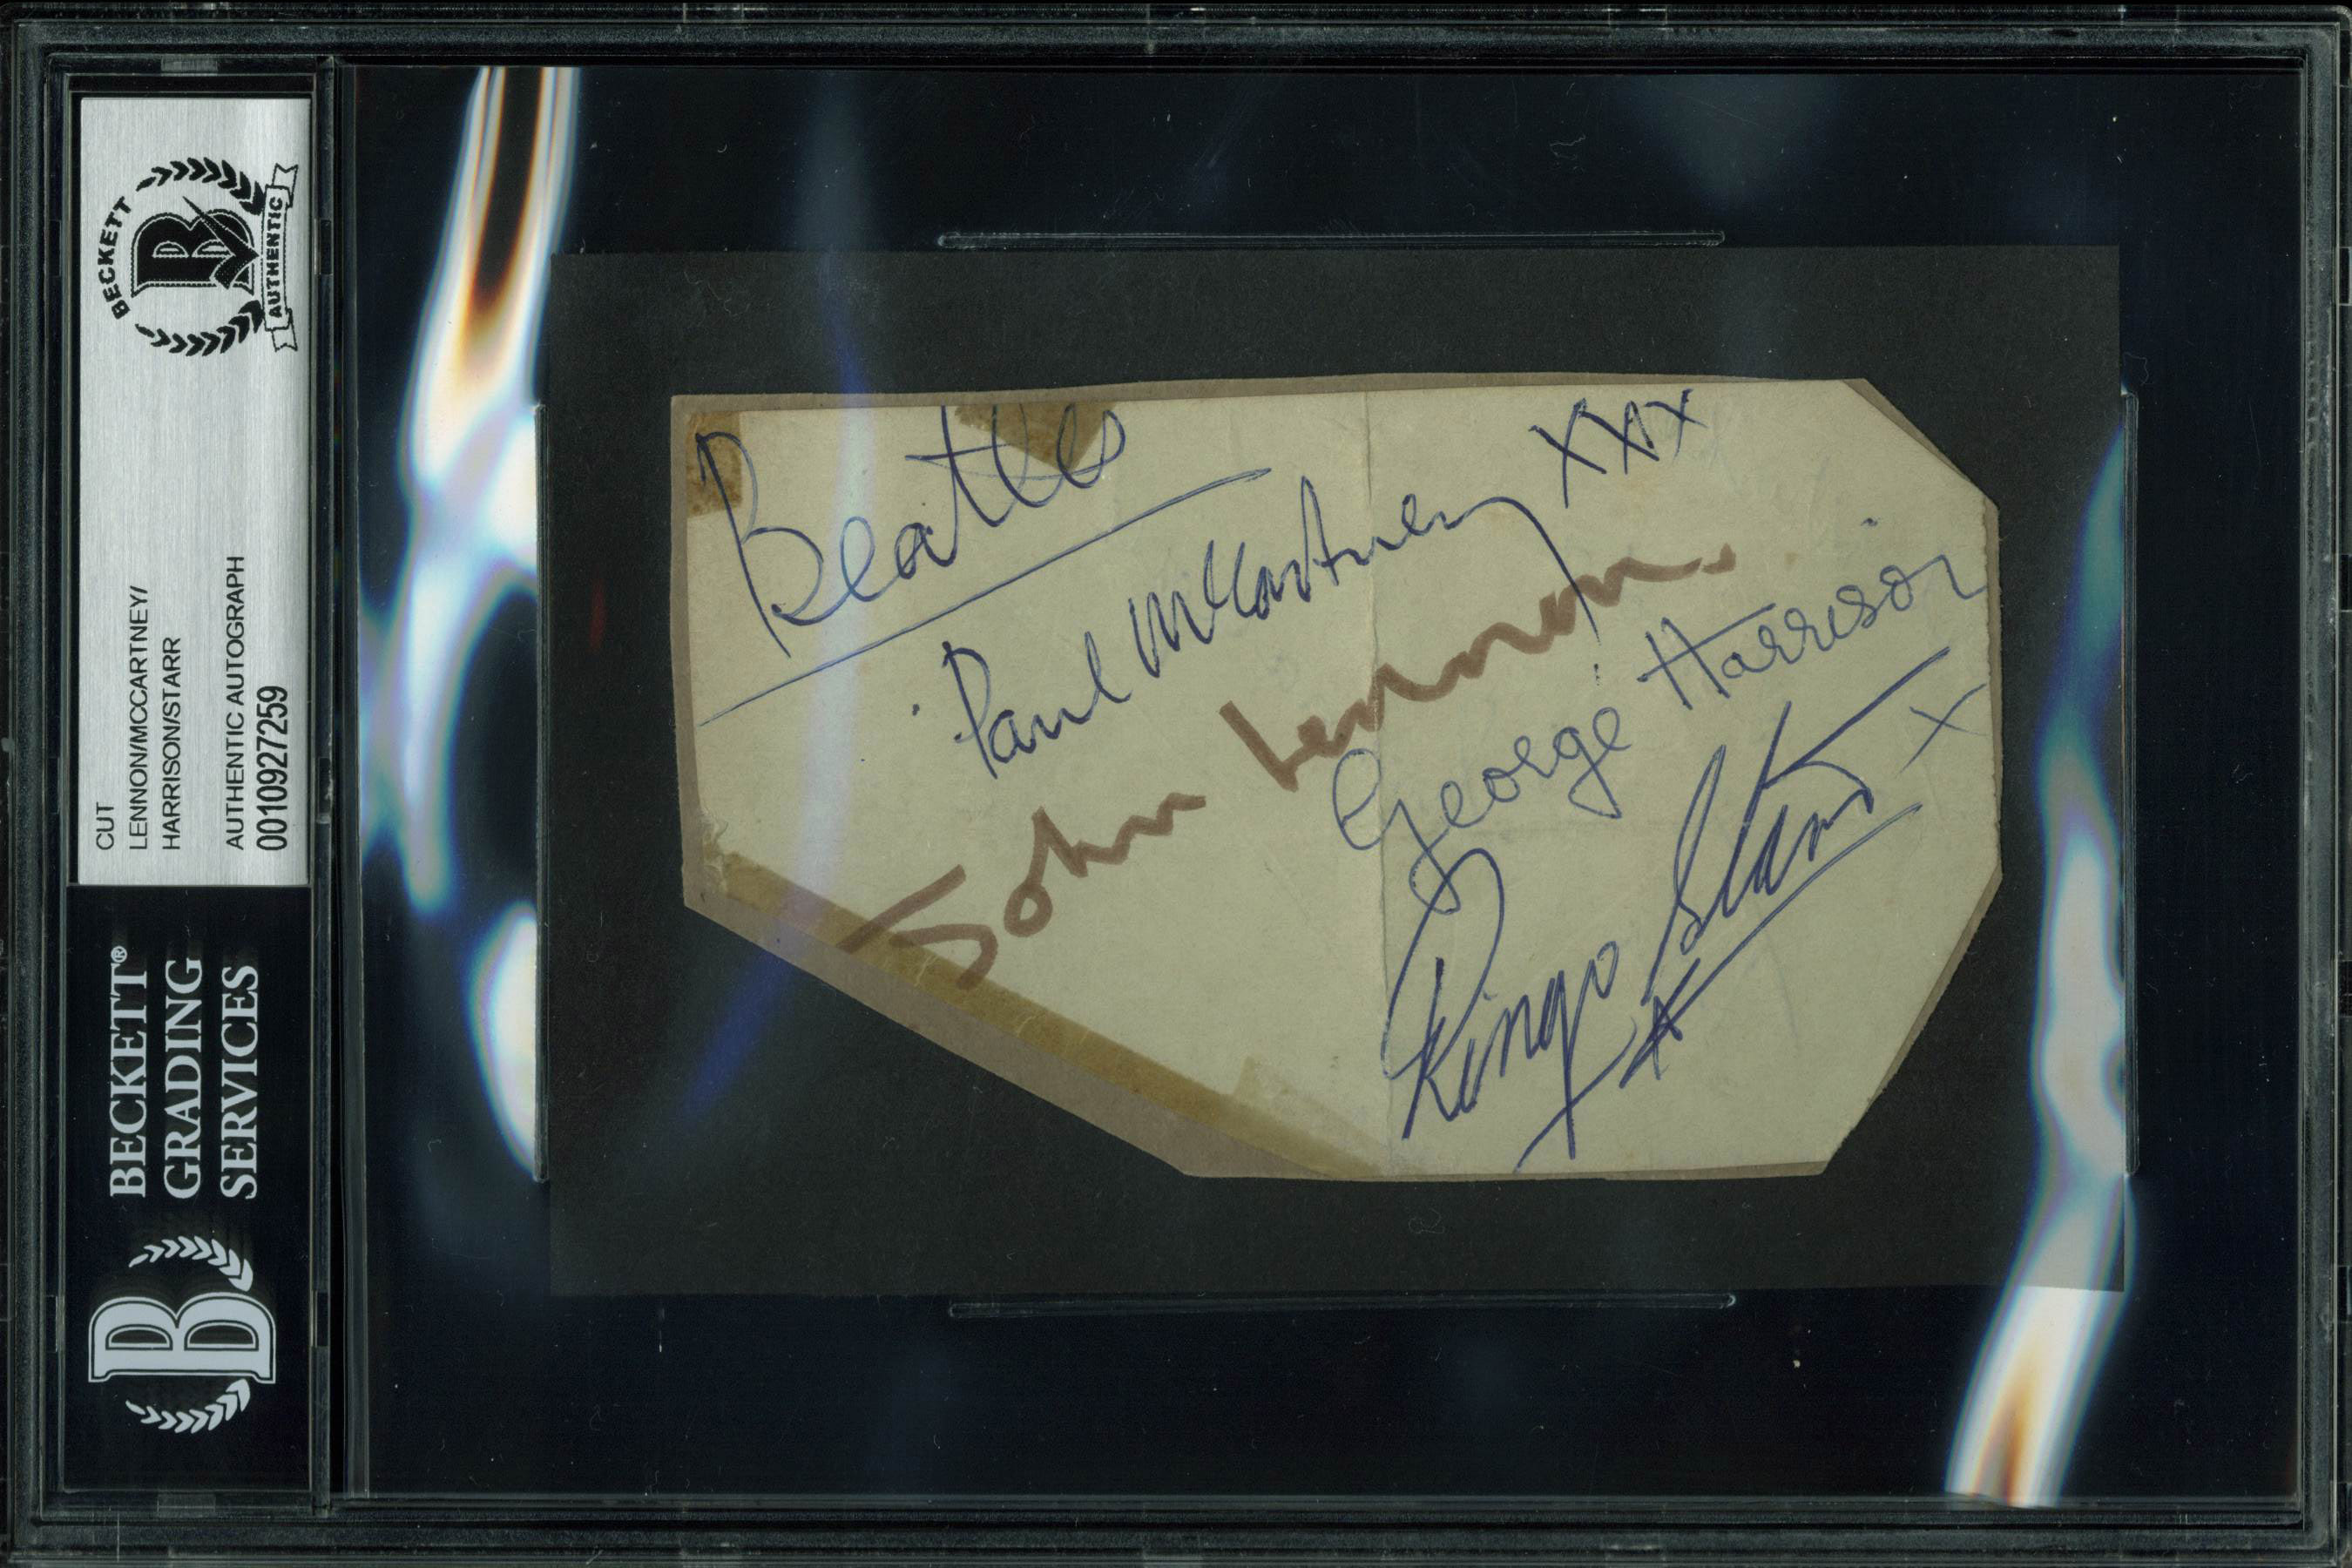 BECKETT
B
AUTHENTIC
CUT
LENNON/MCCARTNEY/
HARRISON/STARR
AUTHENTIC AUTOGRAPH
0010927259
BECKETT®
GRADING
SERVICES
B
Beatles
Paul McCartney XXX
John Lennon.
George Harrison
Ringo Starr X